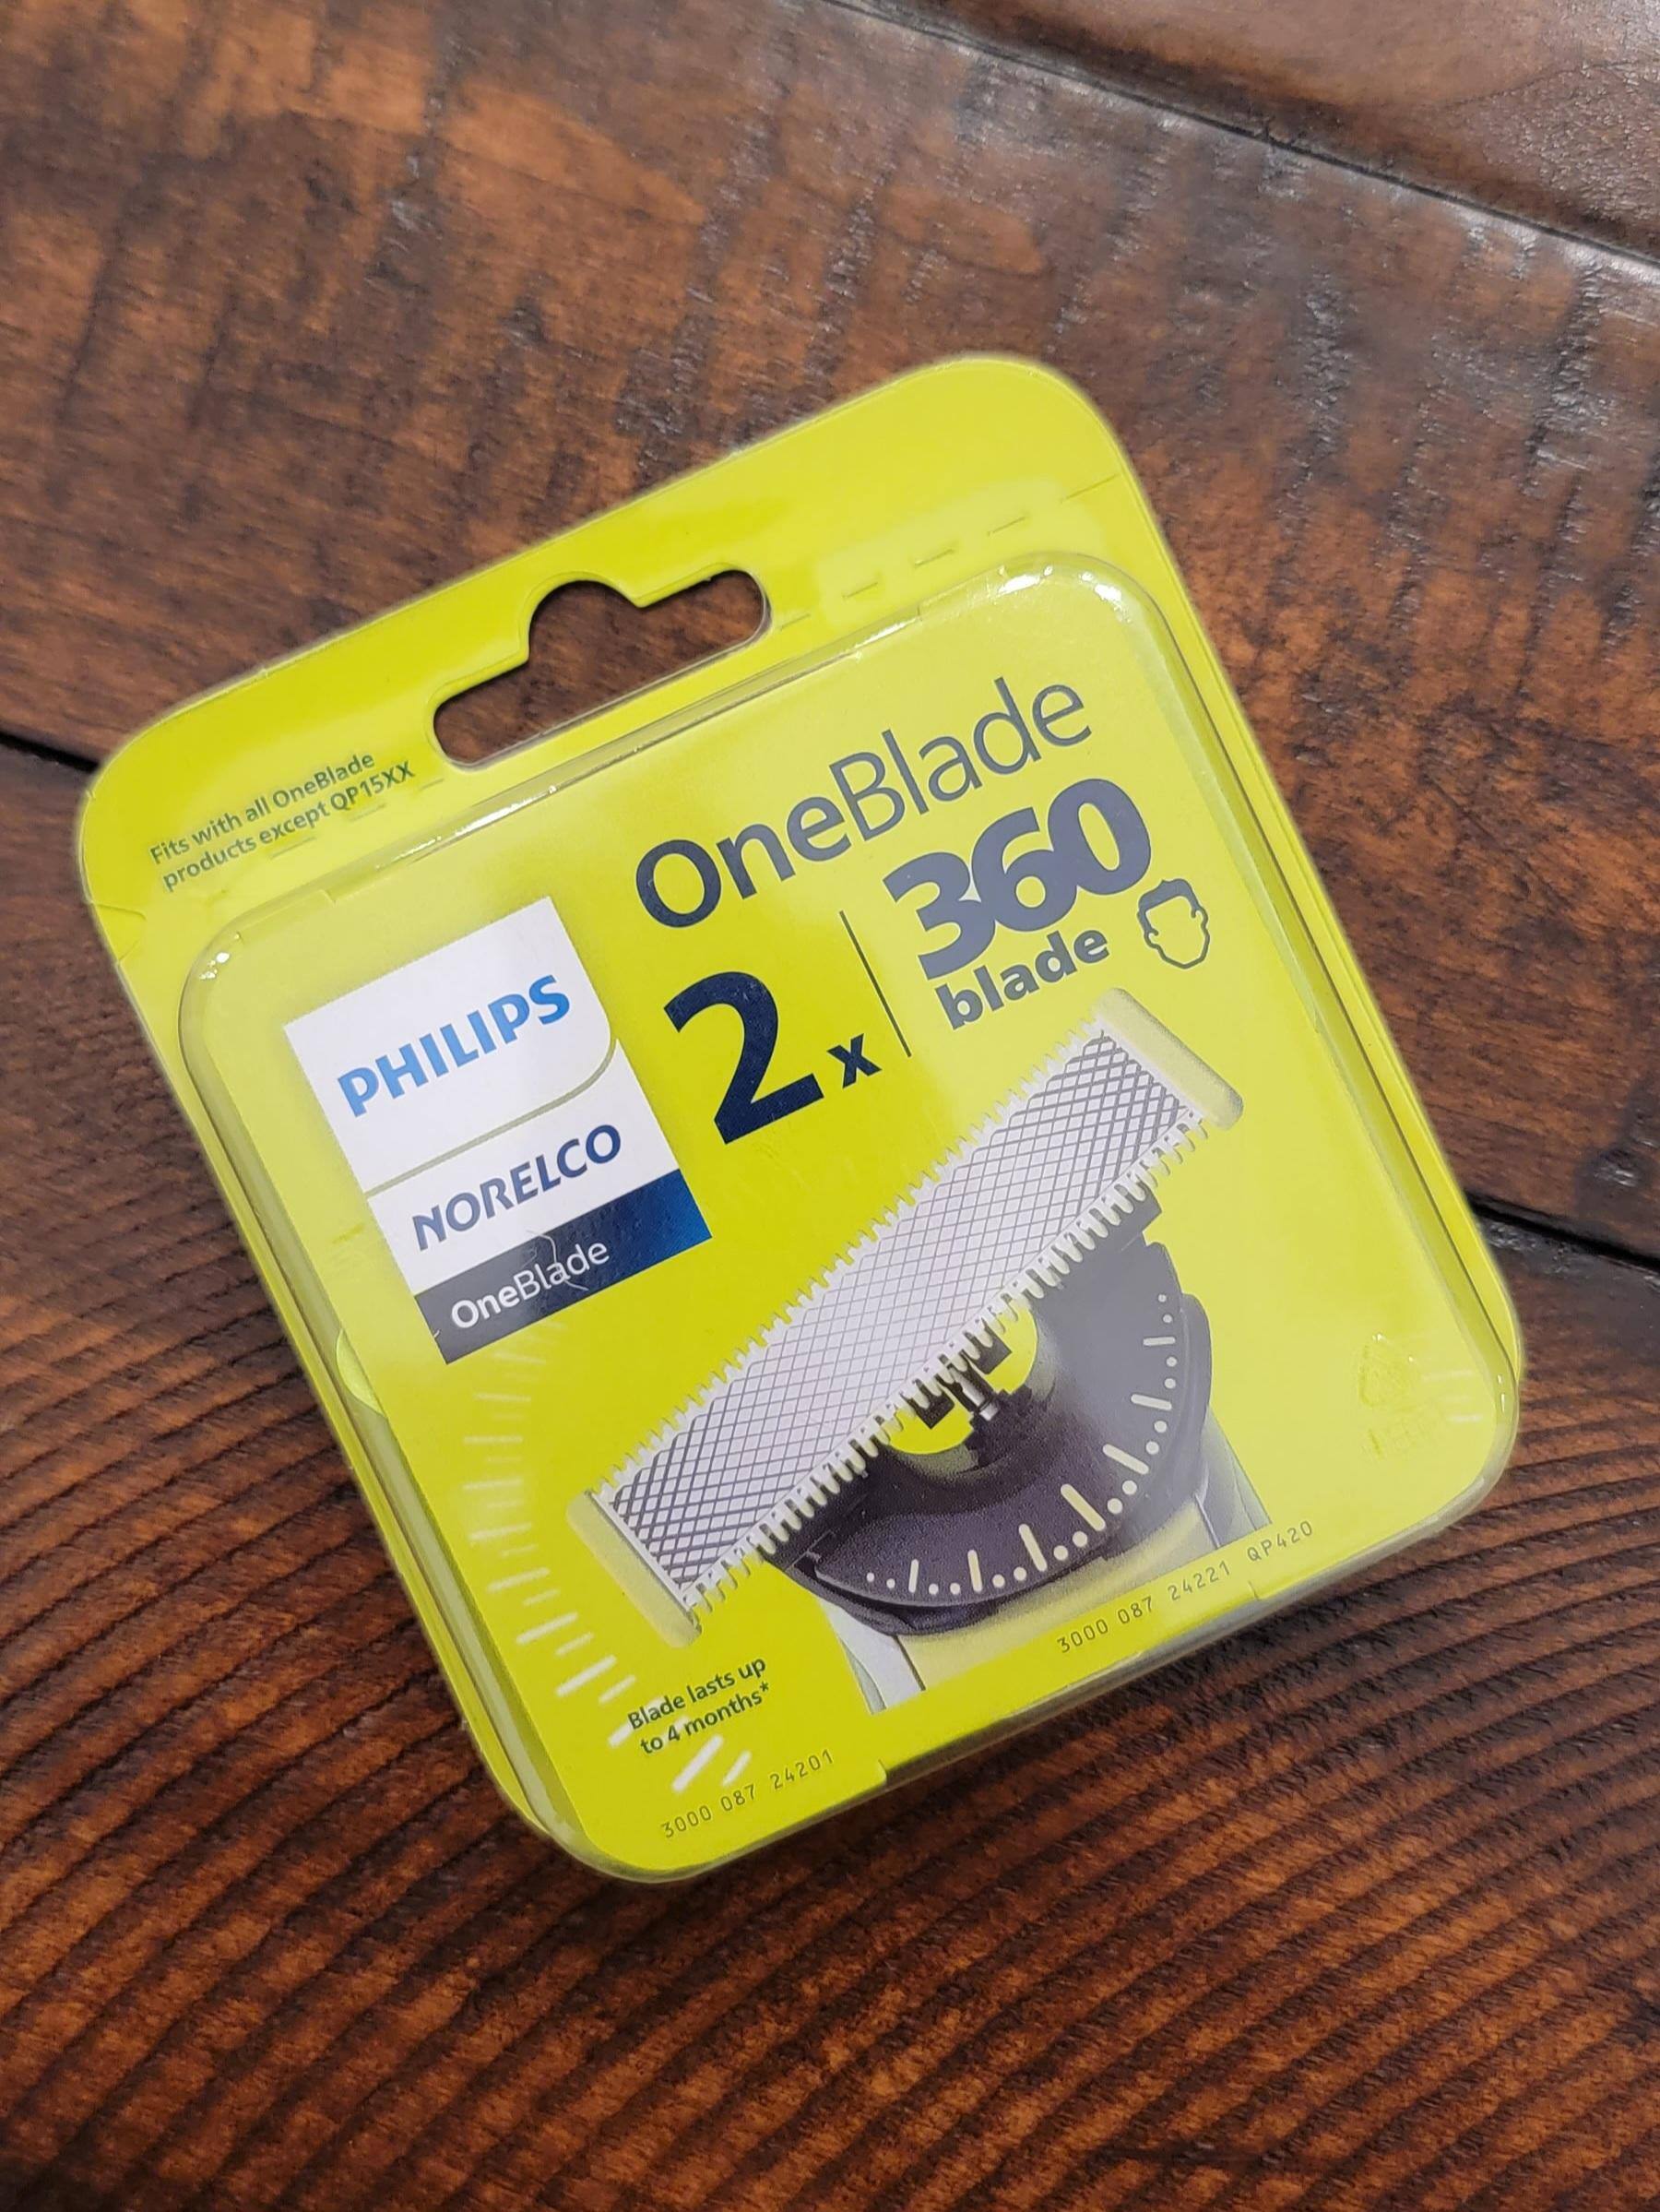 Fits with all OneBlade
products except QP15XX
OneBlade
2x
360
blade
PHILIPS
NORELCO
OneBlade
Blade lasts up
to 4 months*
3000 087 24201
3000 087 24221 QP420